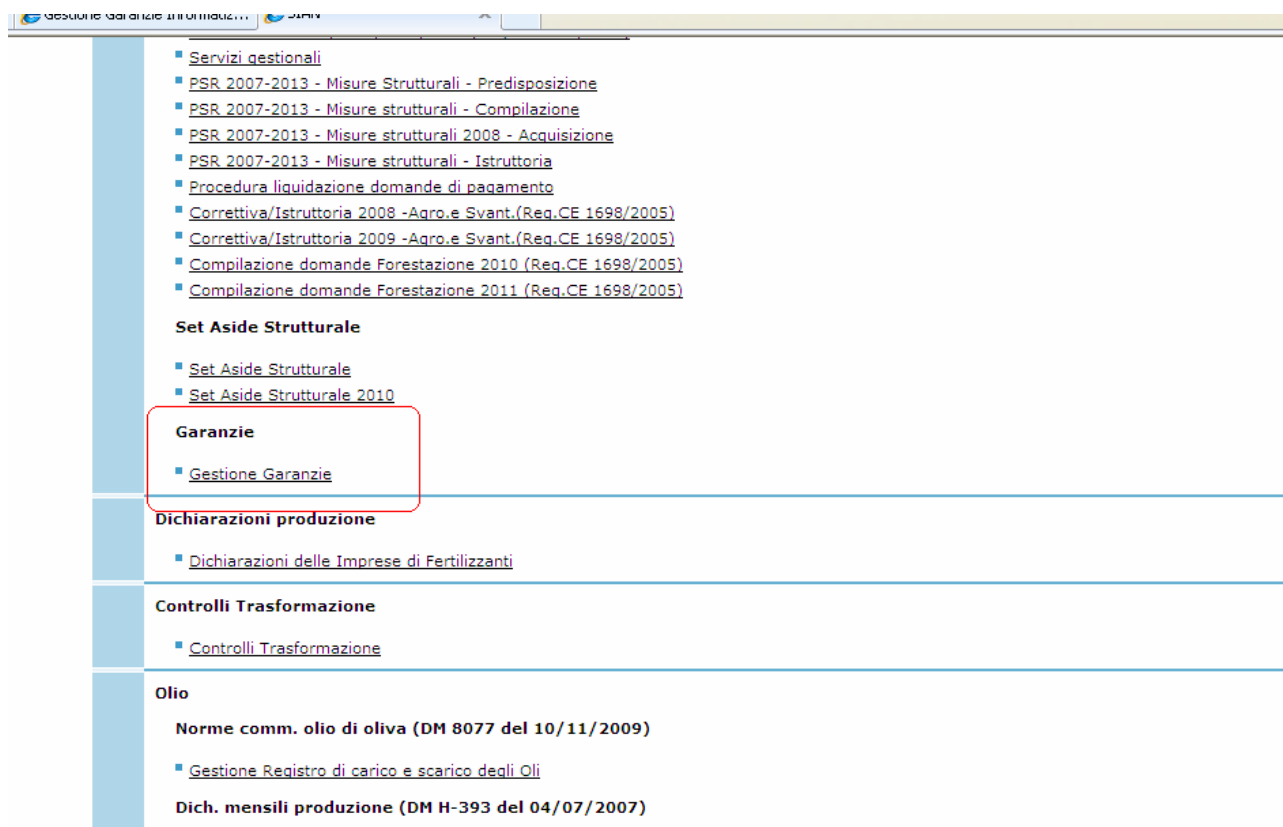 Gestione Garanzie Informatiz... SIAN
Servizi gestionali
PSR 2007-2013 - Misure Strutturali - Predisposizione
PSR 2007-2013 - Misure strutturali - Compilazione
PSR 2007-2013 - Misure strutturali 2008 - Acquisizione
PSR 2007-2013 - Misure strutturali - Istruttoria
Procedura liquidazione domande di pagamento
Correttiva/Istruttoria 2008 -Agro.e Svant.(Reg.CE 1698/2005)
Correttiva/Istruttoria 2009 -Agro.e Svant.(Reg.CE 1698/2005)
Compilazione domande Forestazione 2010 (Reg.CE 1698/2005)
Compilazione domande Forestazione 2011 (Reg.CE 1698/2005)
Set Aside Strutturale
Set Aside Strutturale
Set Aside Strutturale 2010
Garanzie
Gestione Garanzie
Dichiarazioni produzione
Dichiarazioni delle Imprese di Fertilizzanti
Controlli Trasformazione
Controlli Trasformazione
Olio
Norme comm. olio di oliva (DM 8077 del 10/11/2009)
Gestione Registro di carico e scarico degli Oli
Dich. mensili produzione (DM H-393 del 04/07/2007)